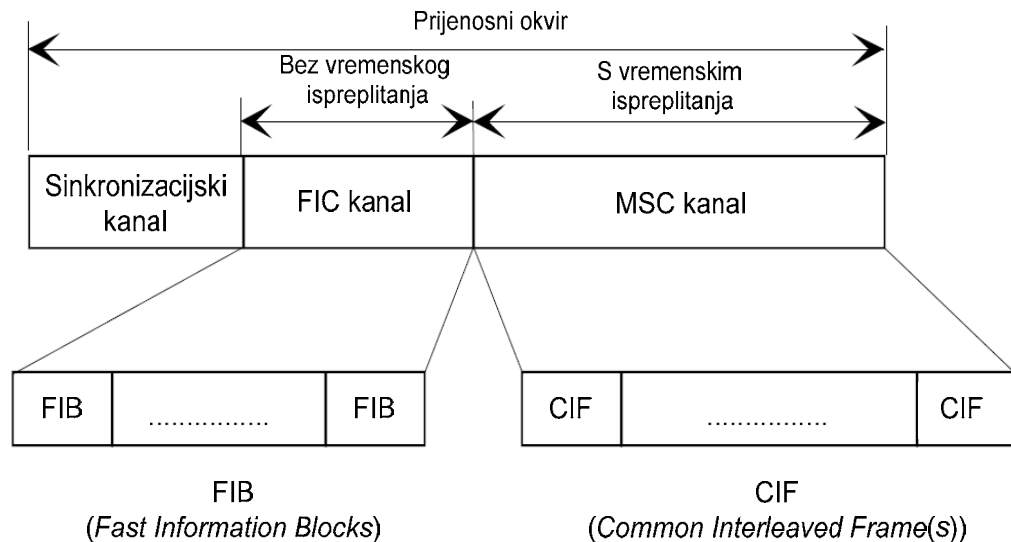 Prijenosni okvir
Bez vremenskog
ispreplitanja
S vremenskim
ispreplitanja
Sinkronizacijski
kanal
FIC kanal
MSC kanal
FIB
................
FIB
CIF
................
CIF
FIB
(Fast Information Blocks)
CIF
(Common Interleaved Frame(s))